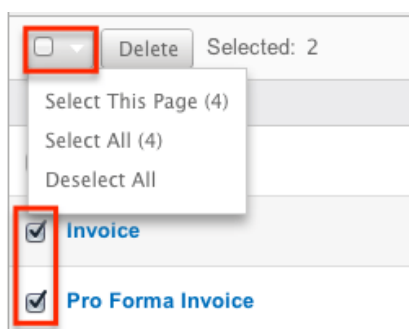 Delete Selected: 2
Select This Page (4)
Select All (4)
Deselect All
Invoice
Pro Forma Invoice